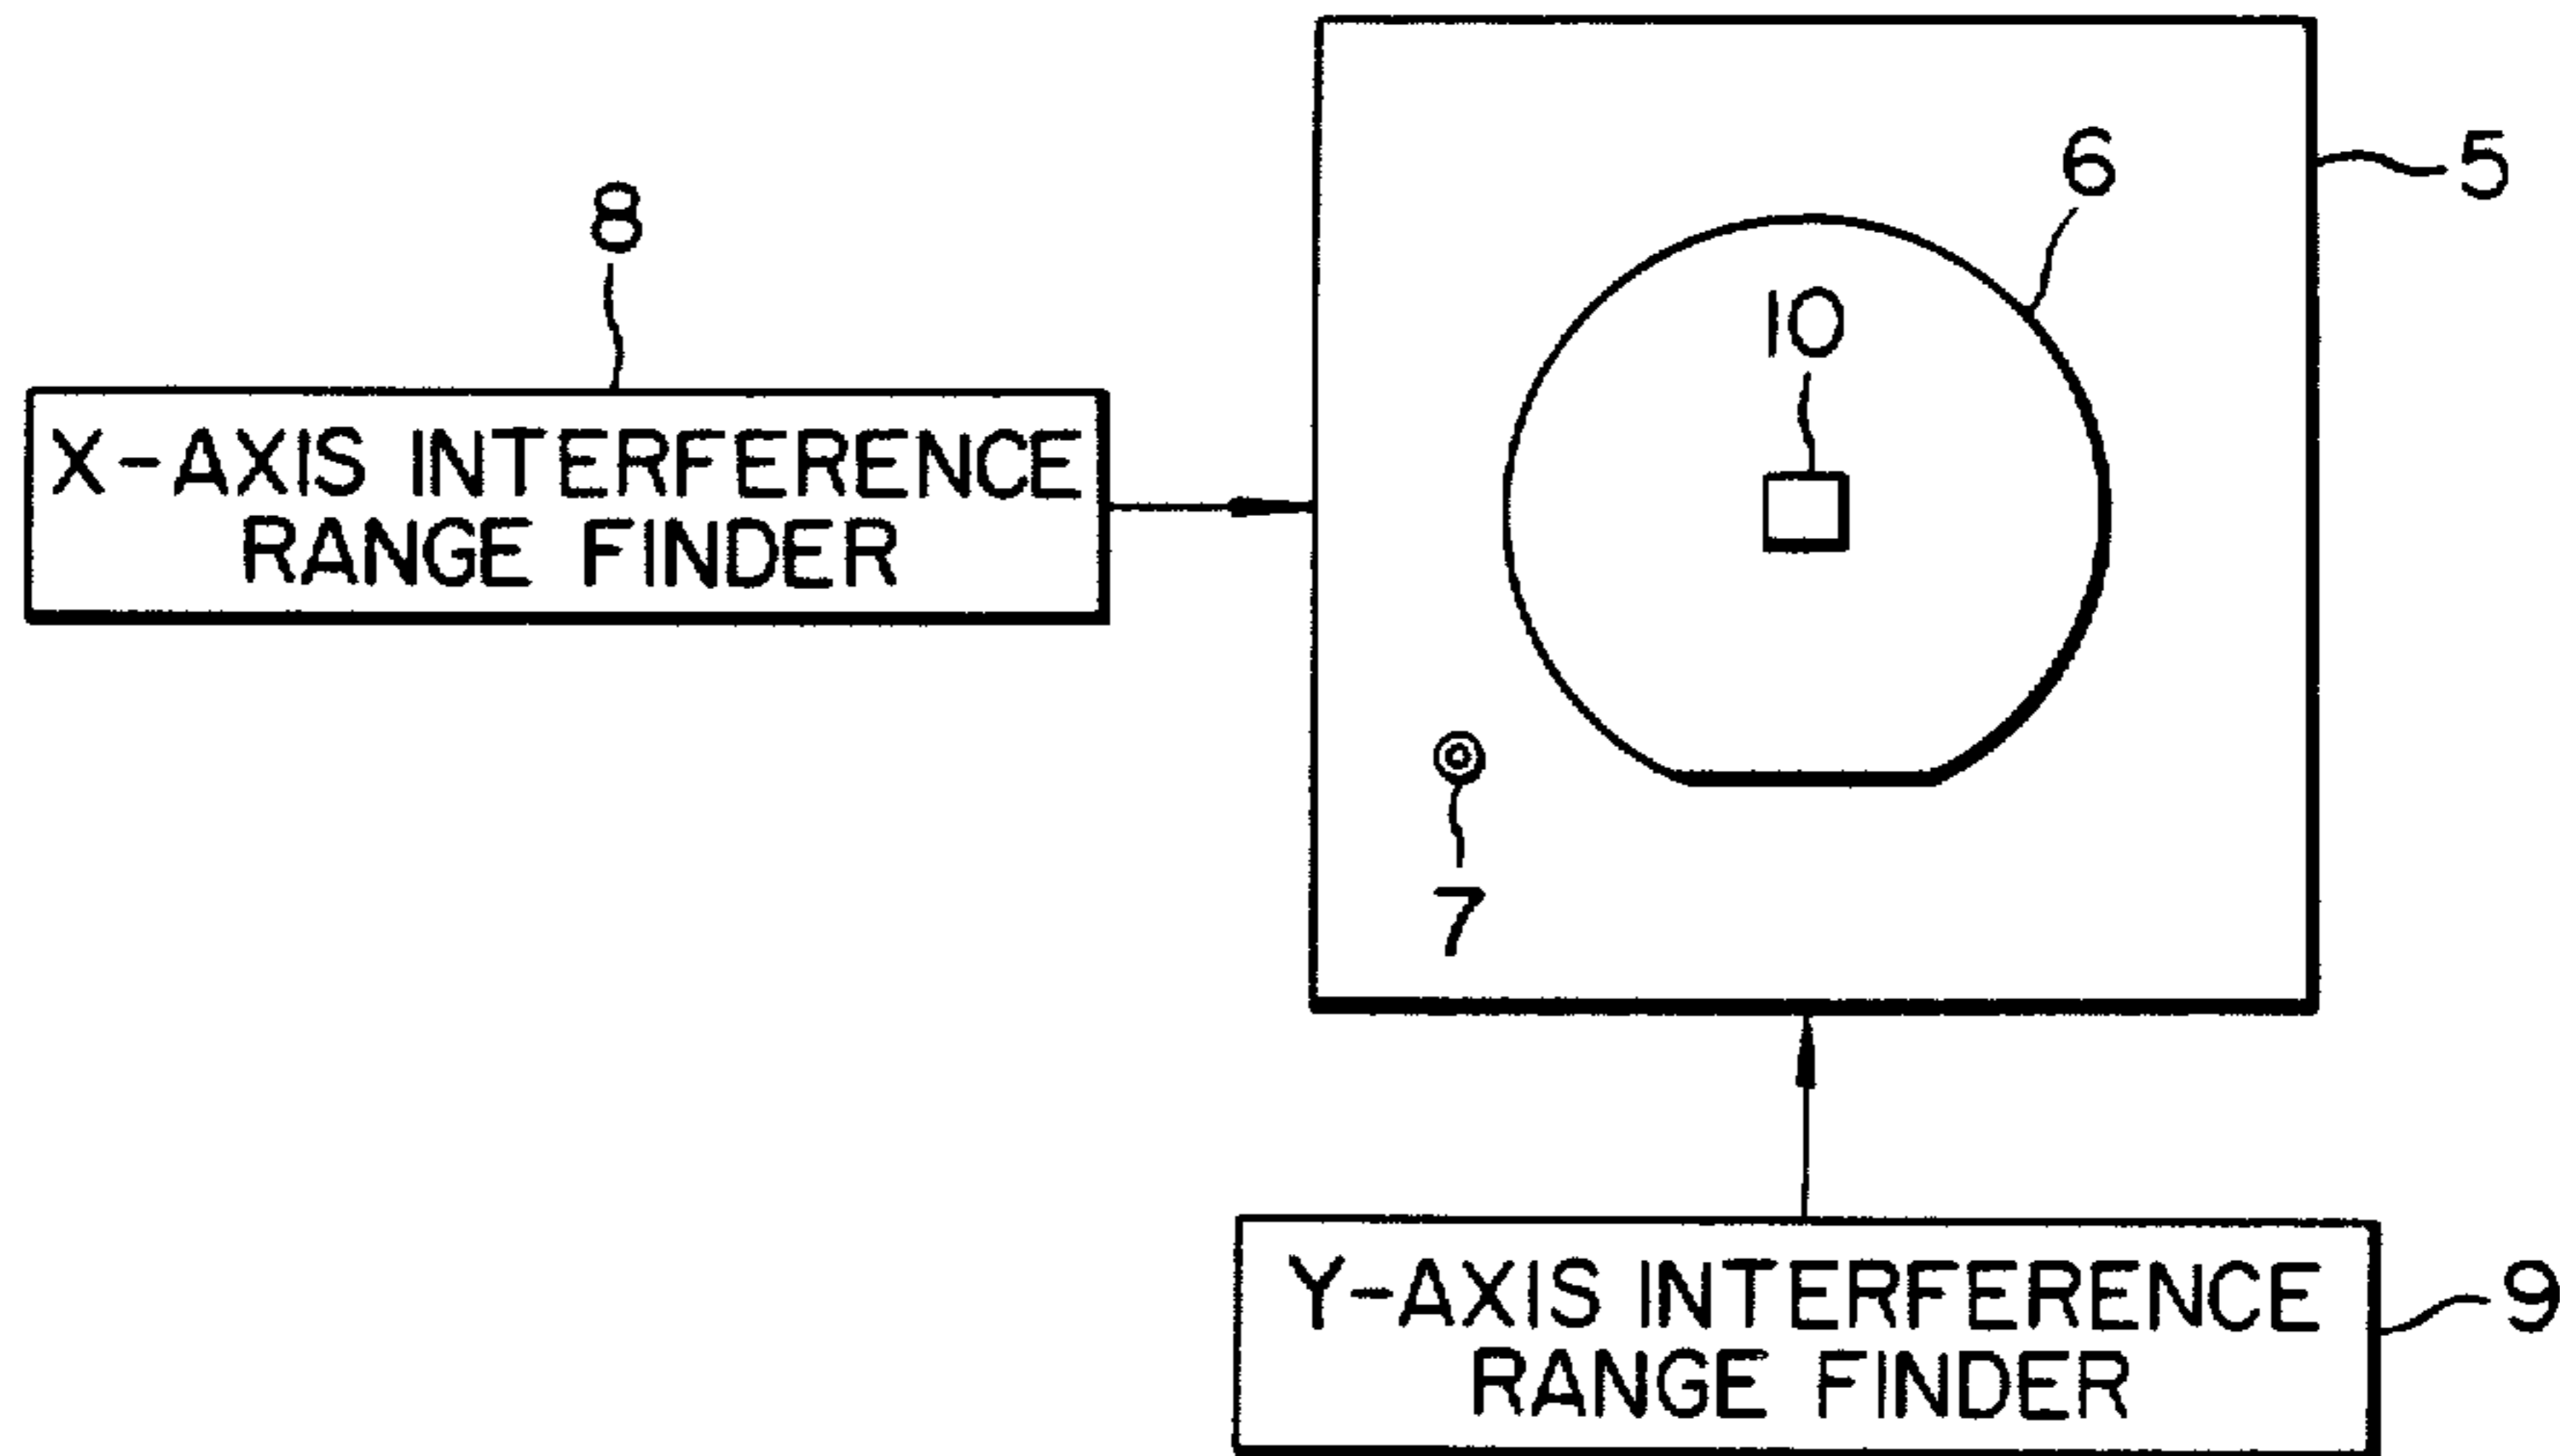 5
6
8
10
X-AXIS INTERFERENCE
RANGE FINDER
7
Y-AXIS INTERFERENCE
RANGE FINDER
9